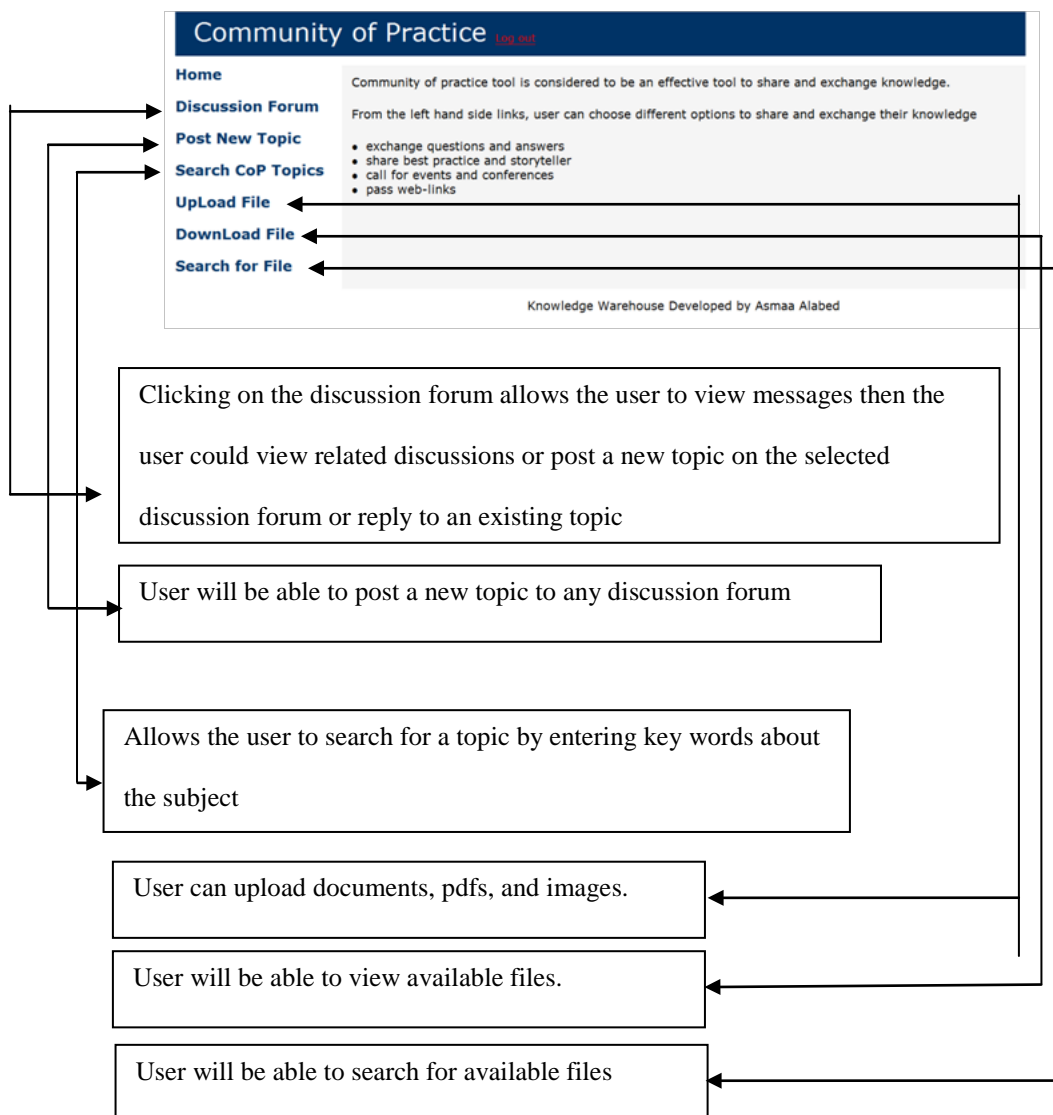 Community of Practice Log out
Home
Discussion Forum
Post New Topic
Search CoP Topics
UpLoad File
DownLoad File
Search for File
Community of practice tool is considered to be an effective tool to share and exchange knowledge.
From the left hand side links, user can choose different options to share and exchange their knowledge
• exchange questions and answers
• share best practice and storyteller
• call for events and conferences
• pass web-links
Knowledge Warehouse Developed by Asmaa Alabed
Clicking on the discussion forum allows the user to view messages then the
user could view related discussions or post a new topic on the selected
discussion forum or reply to an existing topic
User will be able to post a new topic to any discussion forum
Allows the user to search for a topic by entering key words about
the subject
User can upload documents, pdfs, and images.
User will be able to view available files.
User will be able to search for available files